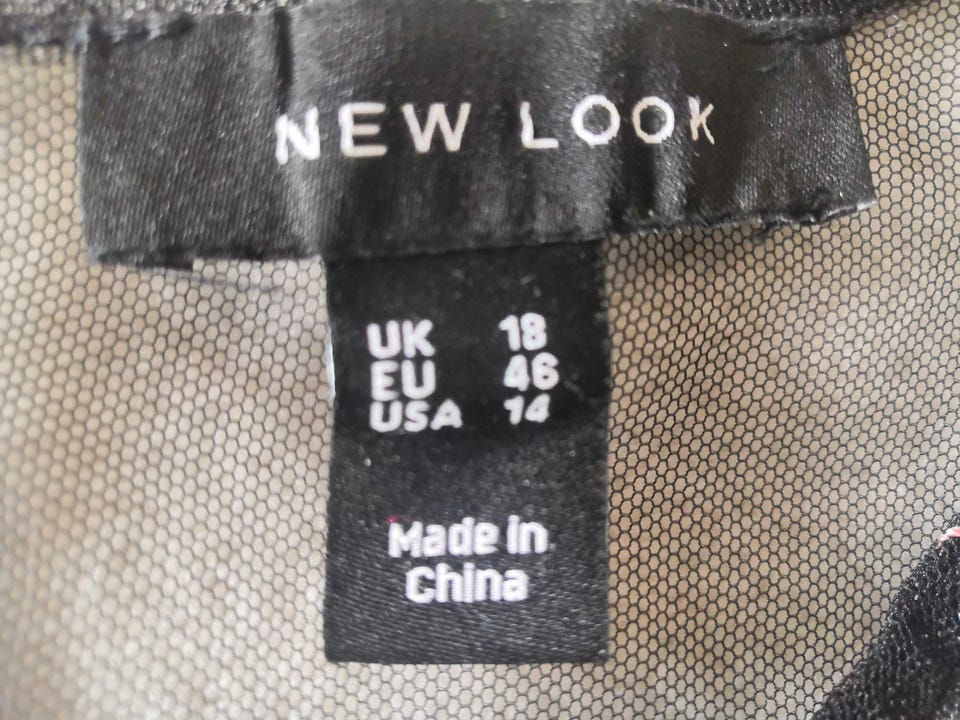 NEW LOOK
UK 18
EU 46
USA 14
Made in
China